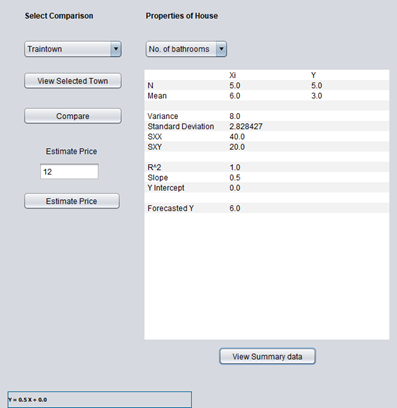 Select Comparison Properties of House
Traintown No. of bathrooms
View Selected Town
Compare
Estimate Price
12
Estimate Price
Xi Y
N 5.0 5.0
Mean 6.0 3.0
Variance 8.0
Standard Deviation 2.828427
SXX 40.0
SXY 20.0
R^2 1.0
Slope 0.5
Y Intercept 0.0
Forecasted Y 6.0
View Summary data
Y = 0.5 X + 0.0